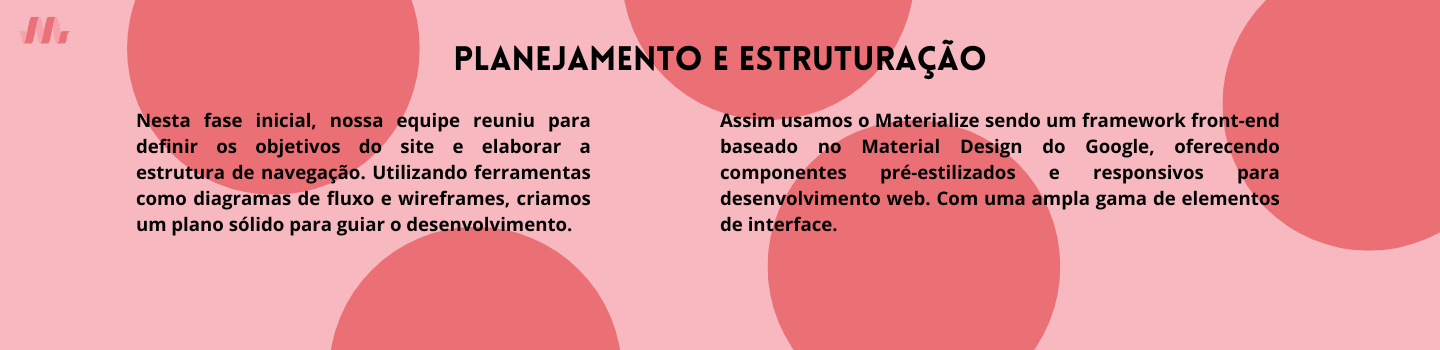 PLANEJAMENTO E ESTRUTURAÇÃO
Nesta fase inicial, nossa equipe reuniu para
definir os objetivos do site e elaborar a
estrutura de navegação. Utilizando ferramentas
como diagramas de fluxo e wireframes, criamos
um plano sólido para guiar o desenvolvimento.
Assim usamos o Materialize sendo um framework front-end
baseado no Material Design do Google, oferecendo
componentes pré-estilizados e responsivos para
desenvolvimento web. Com uma ampla gama de elementos
de interface.